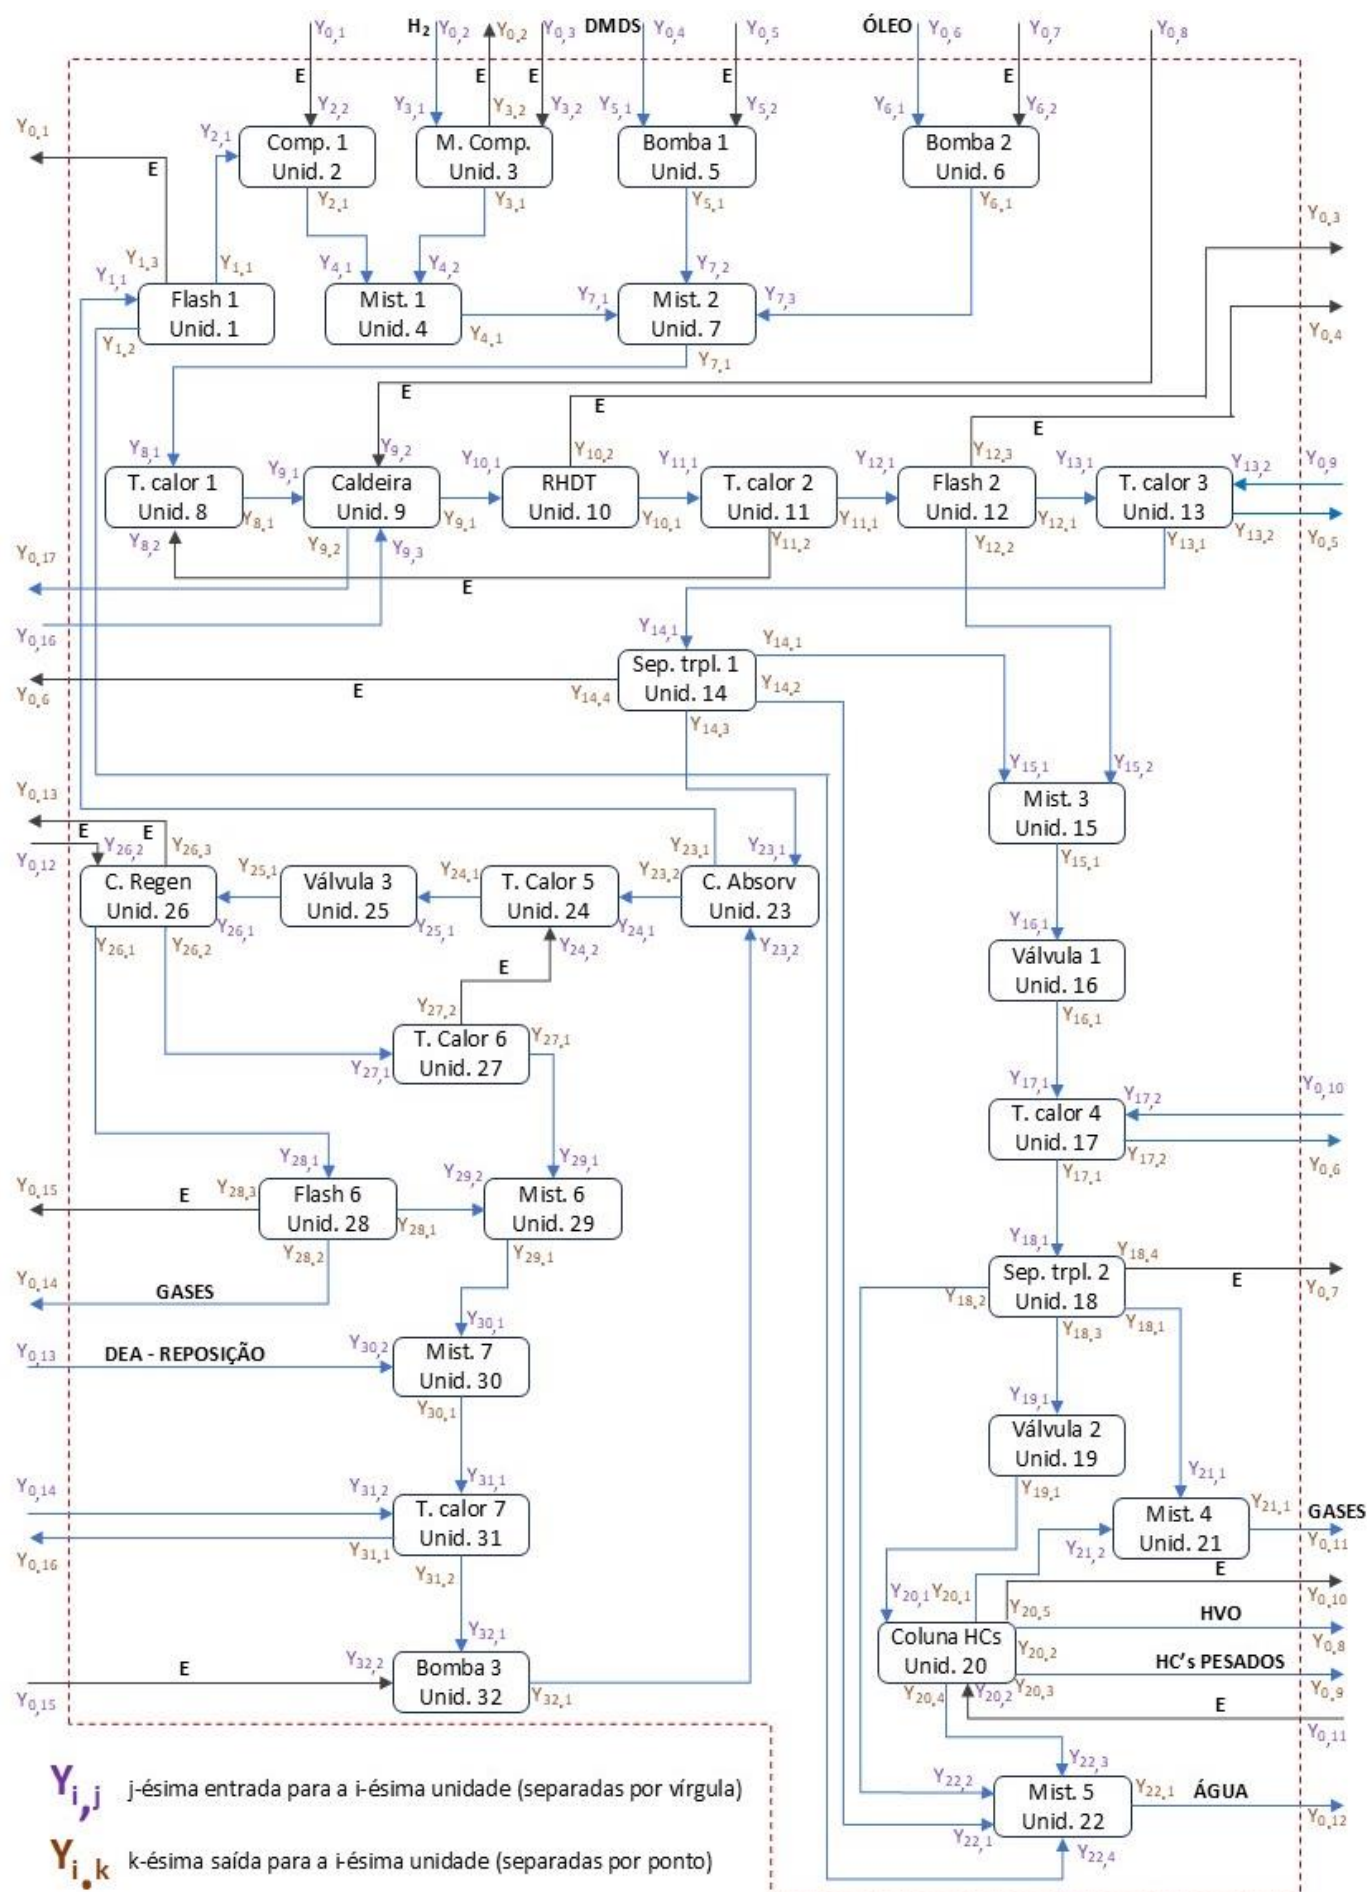 Y0,1 H2 Y0,2 Y0,2 Y0,3 DMDS Y0,4 Y0,5 ÓLEO Y0,6 Y0,7 Y0,8
E E E E E
Y2,2 Y3,1 Y3,2 Y3,2 Y5,1 Y5,2 Y6,1 Y6,2
Y0,1 Y2,1
Comp. 1 M. Comp. Bomba 1 Bomba 2
E Unid. 2 Unid. 3 Unid. 5 Unid. 6
Y2,1 Y3,1 Y5,1 Y6,1
Y0,3
Y1,3 Y1,1 Y4,1 Y4,2 Y7,2
Y1,1 Y7,1 Y7,3
Flash 1 Mist. 1 Mist. 2
Unid. 1 Unid. 4 Unid. 7
Y1,2 Y4,1 Y0,4
Y7,1
E E
E
Y8,1 Y9,2 Y10,2 Y12,3
Y9,1 Y10,1 Y11,1 Y12,1 Y13,1 Y13,2 Y0,9
T. calor 1 Caldeira RHDT T. calor 2 Flash 2 T. calor 3
Unid. 8 Unid. 9 Unid. 10 Unid. 11 Unid. 12 Unid. 13
Y8,1 Y9,1 Y10,1 Y11,1 Y12,1
Y8,2 Y9,2 Y9,3 Y11,2 Y12,2 Y13,1 Y13,2 Y0,5
Y0,17
E
Y0,16
Y14,1 Y14,1
Sep. trpl. 1
Y0,6 E Y14,4 Unid. 14 Y14,2
Y14,3
Y15,1 Y15,2
Y0,13
Mist. 3
Unid. 15
E E
Y0,12 Y26,2 Y26,3 Y25,1 Y24,1 Y23,2 Y23,1 Y23,1 Y15,1
C. Regen Válvula 3 T. Calor 5 C. Absorv
Unid. 26 Unid. 25 Unid. 24 Unid. 23
Y26,1 Y25,1 Y24,1 Y16,1
Y26,1 Y26,2 Y24,2 Y23,2
Válvula 1
E Unid. 16
Y27,2 Y16,1
T. Calor 6 Y27,1
Y27,1 Unid. 27
Y17,1 Y17,2 Y0,10
T. calor 4
Unid. 17
Y17,1 Y17,2 Y0,6
Y28,1 Y29,2 Y29,1
Y0,15 E Y28,3
Flash 6 Mist. 6
Unid. 28 Unid. 29
Y28,1
Y28,2 Y29,1
Y18,1 Y18,4
Y0,14 GASES
Sep. trpl. 2
Y18,2 Unid. 18 E Y0,7
Y18,3 Y18,1
Y30,1
Y0,13 DEA - REPOSIÇÃO Y30,2
Mist. 7
Unid. 30
Y30,1
Y19,1
Válvula 2
Unid. 19
Y19,1
Y0,14 Y31,2 Y31,1
Y21,1
T. calor 7
Unid. 31
Y0,16 Y31,1
Y31,2
Mist. 4 Y21,1 GASES
Unid. 21 Y0,11
Y21,2
E
Y20,1 Y20,1 Y20,5 Y0,10
HVO
Coluna HCs
Unid. 20 Y20,2 Y0,8
HC's PESADOS
Y20,4 Y20,2 Y20,3 Y0,9
E
Y0,11
Y32,1
E Y32,2
Bomba 3
Unid. 32
Y0,15 Y32,1
Y22,3
Y22,2 Mist. 5 Y22,1 ÁGUA
Unid. 22 Y0,12
Y22,1 Y22,4
Yi,j j-ésima entrada para a i-ésima unidade (separadas por vírgula)
Yi.k k-ésima saída para a i-ésima unidade (separadas por ponto)